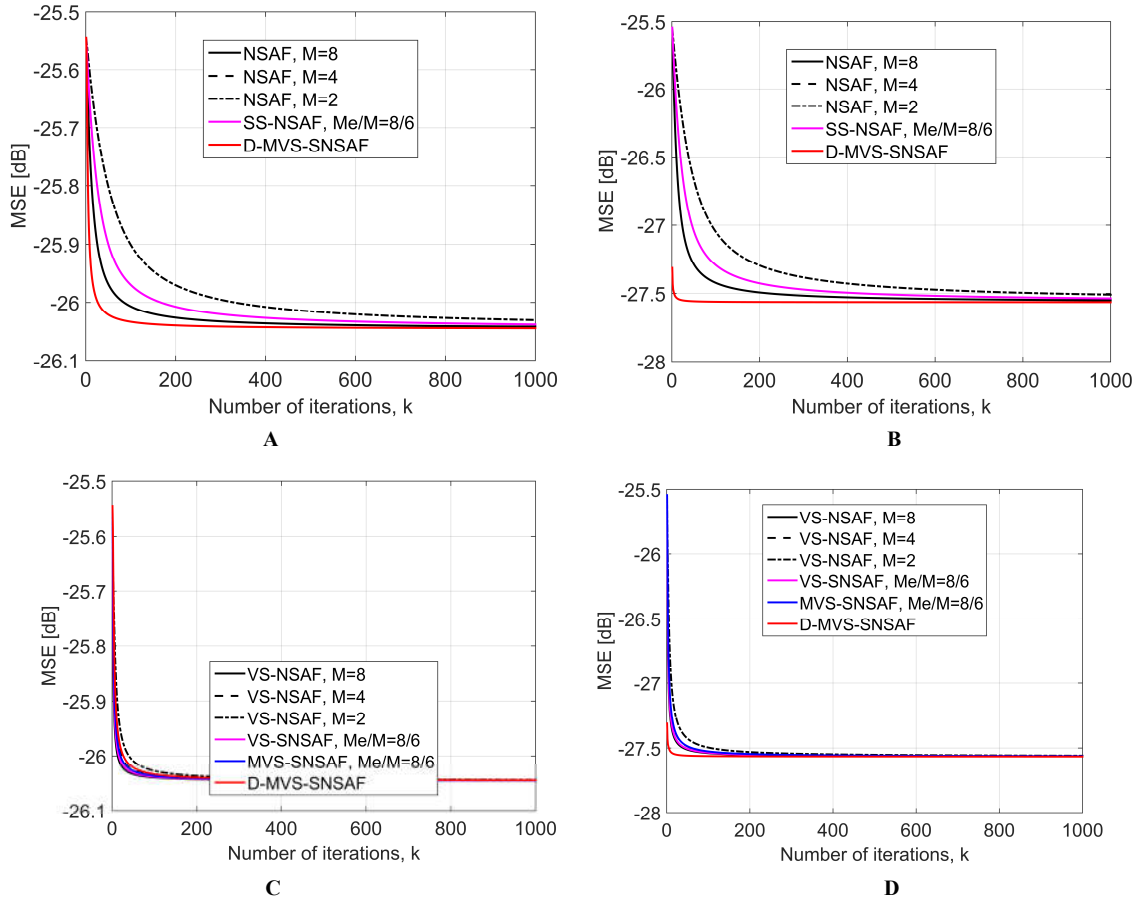 -25.5
-25.6
-25.7
-25.8
-25.9
-26
-26.1
MSE [dB]
NSAF, M=8
NSAF, M=4
NSAF, M=2
SS-NSAF, Me/M=8/6
D-MVS-SNSAF
0 200 400 600 800 1000
Number of iterations, k
A
-25.5
-26
-26.5
-27
-27.5
-28
MSE [dB]
NSAF, M=8
NSAF, M=4
NSAF, M=2
SS-NSAF, Me/M=8/6
D-MVS-SNSAF
0 200 400 600 800 1000
Number of iterations, k
B
-25.5
-25.6
-25.7
-25.8
-25.9
-26
-26.1
MSE [dB]
VS-NSAF, M=8
VS-NSAF, M=4
VS-NSAF, M=2
VS-SNSAF, Me/M=8/6
MVS-SNSAF, Me/M=8/6
D-MVS-SNSAF
0 200 400 600 800 1000
Number of iterations, k
C
-25.5
-26
-26.5
-27
-27.5
-28
MSE [dB]
VS-NSAF, M=8
VS-NSAF, M=4
VS-NSAF, M=2
VS-SNSAF, Me/M=8/6
MVS-SNSAF, Me/M=8/6
D-MVS-SNSAF
0 200 400 600 800 1000
Number of iterations, k
D